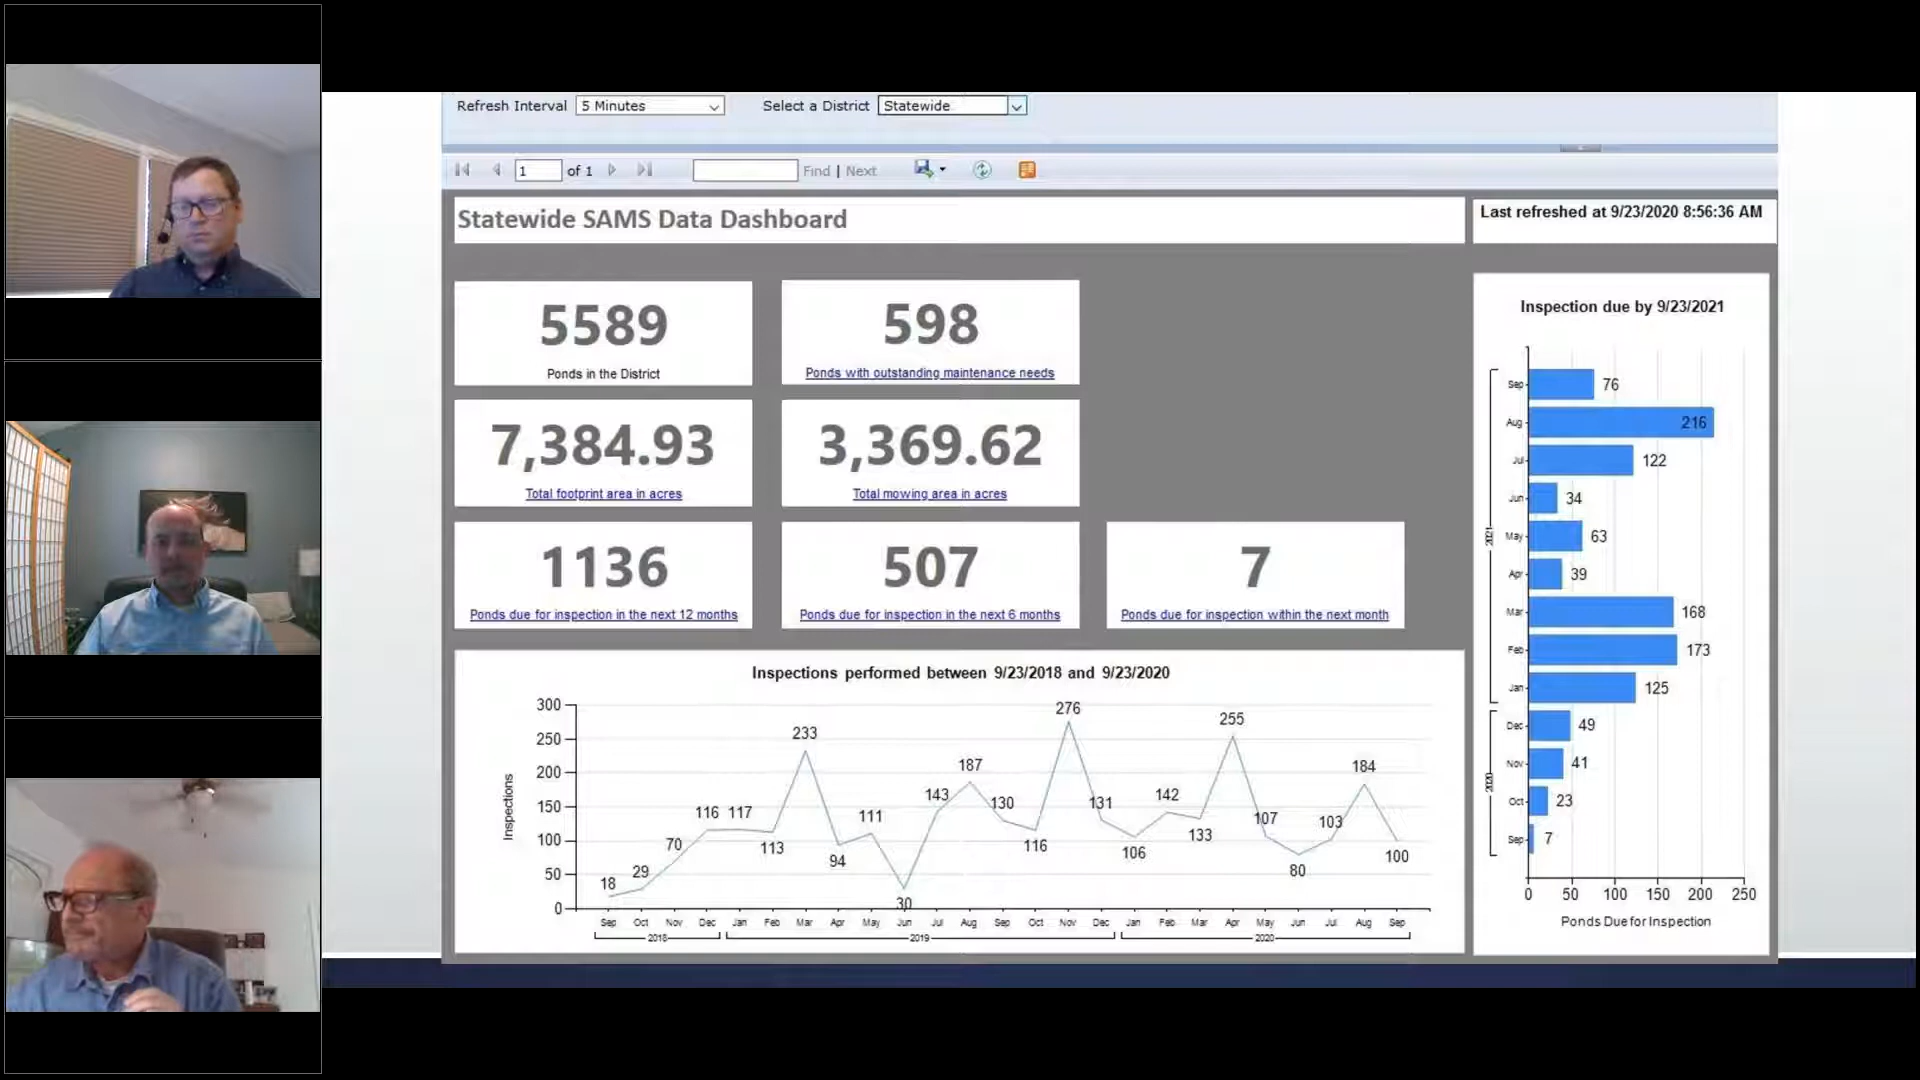 Refresh Interval 5 Minutes Select a District Statewide
1 of 1 Find | Next
Statewide SAMS Data Dashboard
Last refreshed at 9/23/2020 8:56:36 AM
5589
Ponds in the District
598
Ponds with outstanding maintenance needs
7,384.93
Total footprint area in acres
3,369.62
Total mowing area in acres
1136
Ponds due for inspection in the next 12 months
507
Ponds due for inspection in the next 6 months
7
Ponds due for inspection within the next month
Inspections performed between 9/23/2018 and 9/23/2020
Inspections
300
250
200
150
100
50
0
18
29
70
116
117
113
233
94
111
30
143
187
130
116
276
131
106
142
133
255
107
80
103
184
100
Sep Oct Nov Dec Jan Feb Mar Apr May Jun Jul Aug Sep Oct Nov Dec Jan Feb Mar Apr May Jun Jul Aug Sep
2018 2019 2020
Inspection due by 9/23/2021
2021
Sep 76
Aug 216
Jul 122
Jun 34
May 63
Apr 39
Mar 168
Feb 173
Jan 125
2020
Dec 49
Nov 41
Oct 23
Sep 7
0 50 100 150 200 250
Ponds Due for Inspection